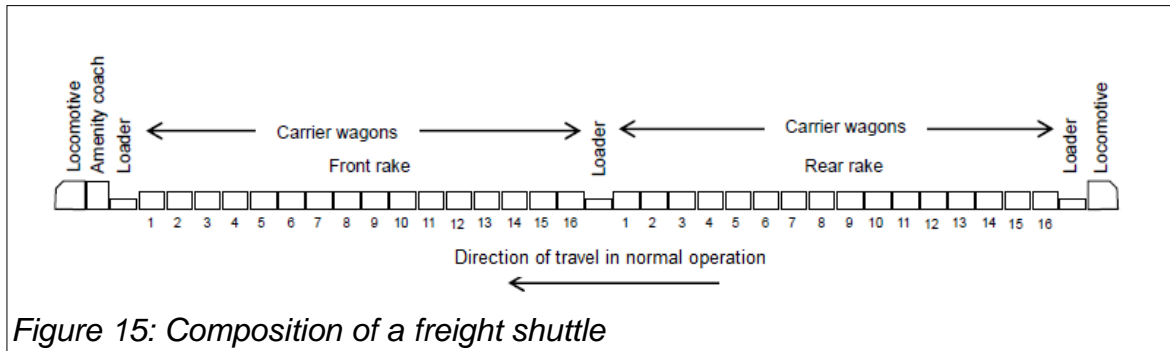 Locomotive
Amenity coach
Loader
Carrier wagons
Front rake
Loader
Carrier wagons
Rear rake
Loader
Locomotive
1 2 3 4 5 6 7 8 9 10 11 12 13 14 15 16
1 2 3 4 5 6 7 8 9 10 11 12 13 14 15 16
Direction of travel in normal operation
Figure 15: Composition of a freight shuttle